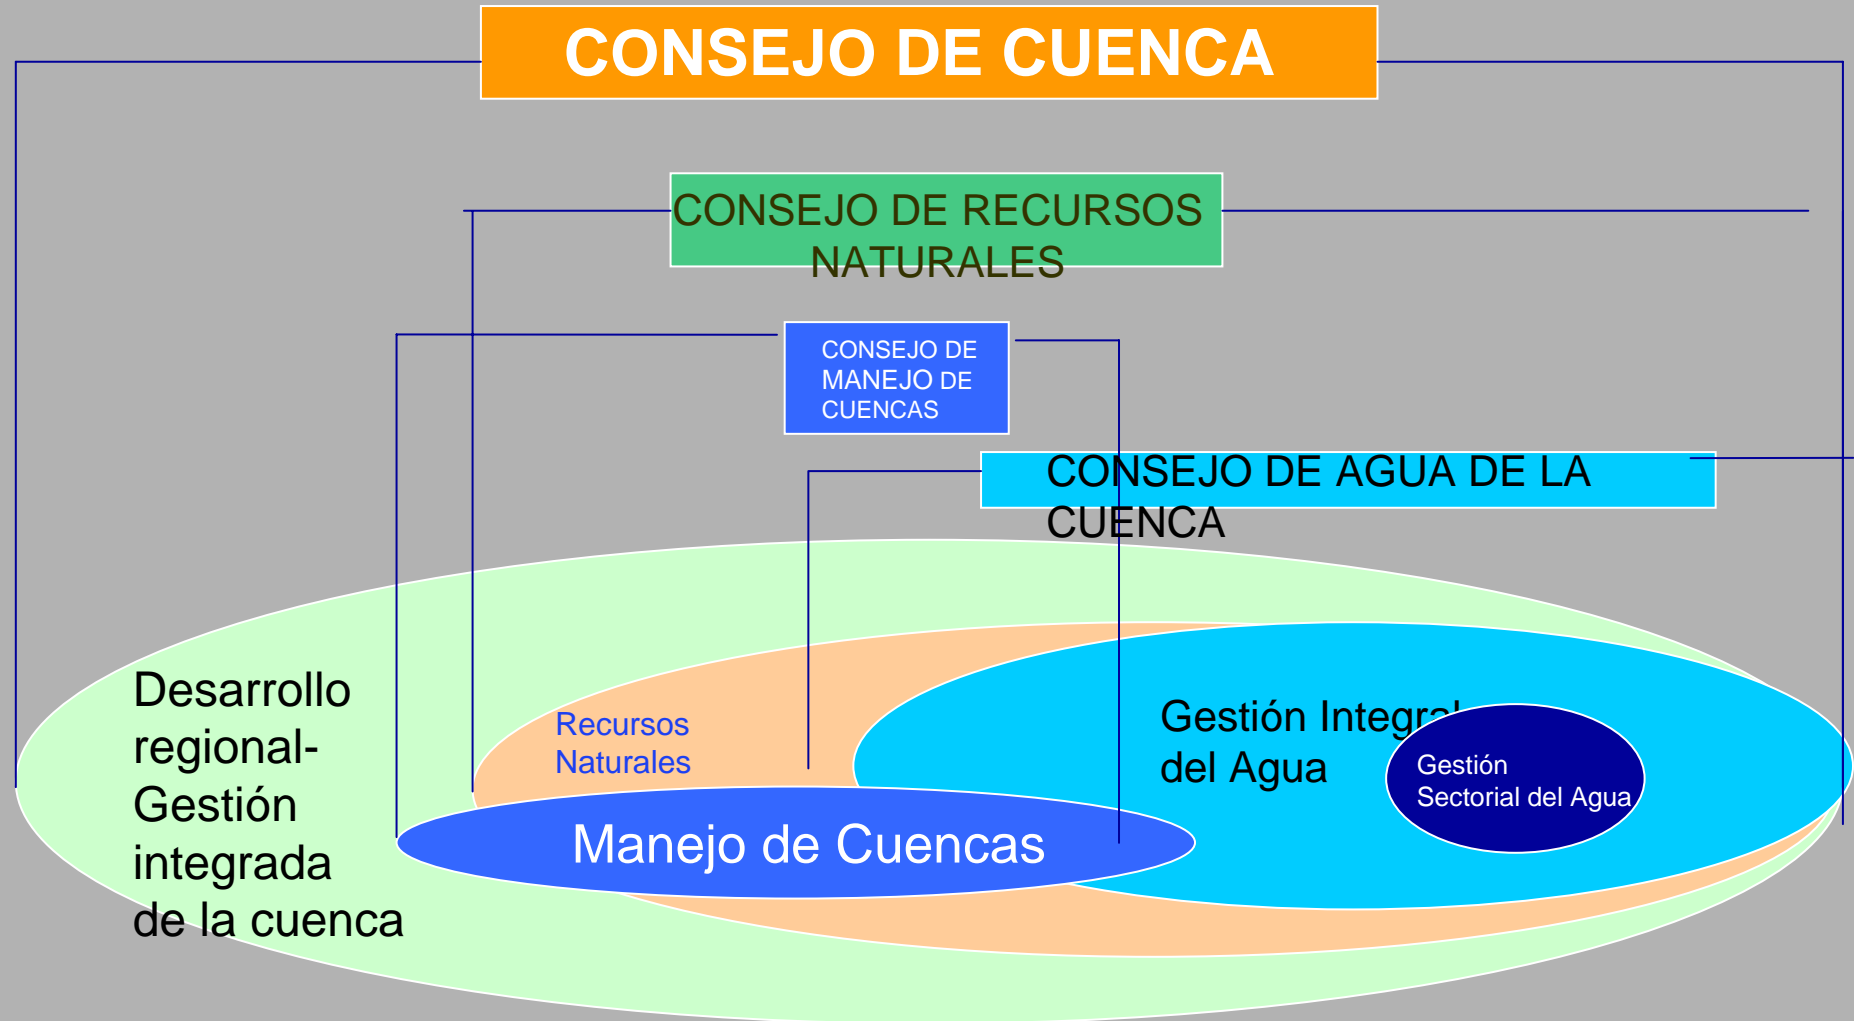 CONSEJO DE CUENCA
CONSEJO DE RECURSOS
NATURALES
CONSEJO DE
MANEJO DE
CUENCAS
CONSEJO DE AGUA DE LA
CUENCA
Desarrollo
regional-
Gestión
integrada
de la cuenca
Recursos
Naturales
Gestión Integral
del Agua
Gestión
Sectorial del Agua
Manejo de Cuencas